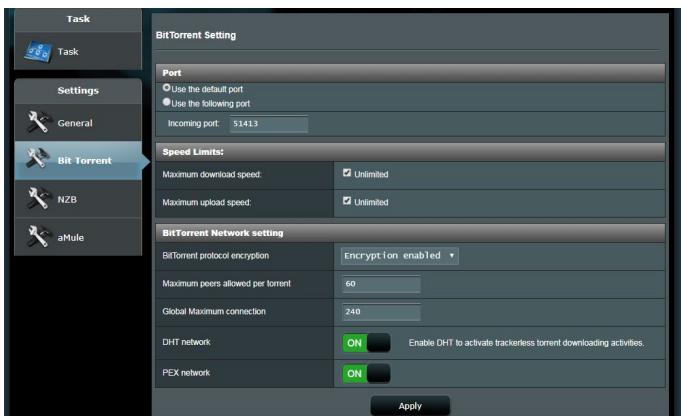 Task
Task
Settings
General
Bit Torrent
NZB
aMule
BitTorrent Setting
Port
Use the default port
Use the following port
Incoming port: 51413
Speed Limits:
Maximum download speed: Unlimited
Maximum upload speed: Unlimited
BitTorrent Network setting
BitTorrent protocol encryption Encryption enabled
Maximum peers allowed per torrent 60
Global Maximum connection 240
DHT network ON Enable DHT to activate trackerless torrent downloading activities.
PEX network ON
Apply